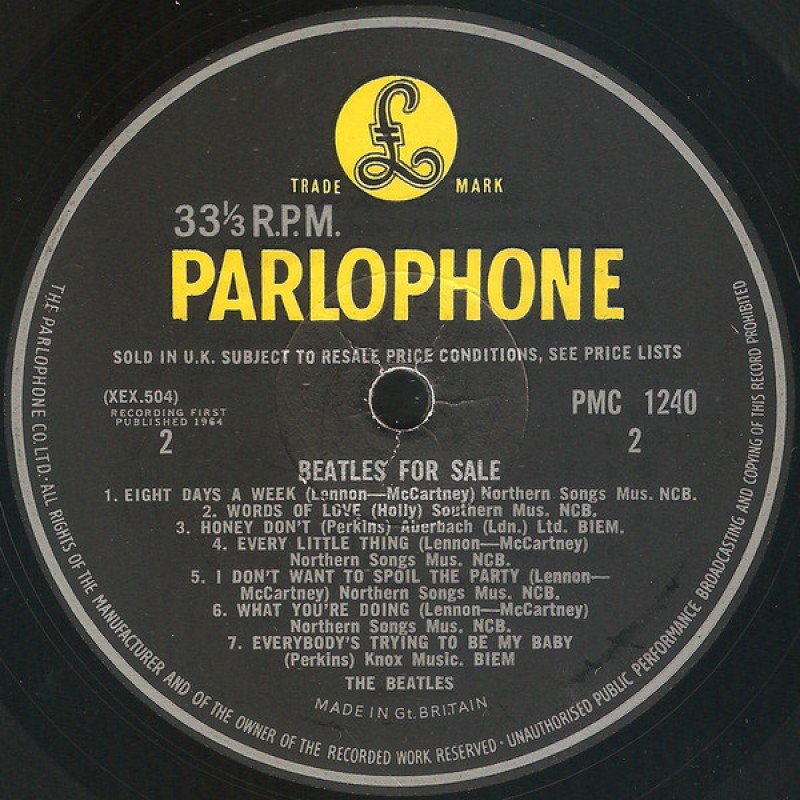 £
TRADE MARK
33⅓ R.P.M.
PARLOPHONE
SOLD IN U.K. SUBJECT TO RESALE PRICE CONDITIONS, SEE PRICE LISTS
(XEX.504)
RECORDING FIRST
PUBLISHED 1964
2
PMC 1240
2
BEATLES FOR SALE
1. EIGHT DAYS A WEEK (Lennon—McCartney) Northern Songs Mus. NCB.
2. WORDS OF LOVE (Holly) Southern Mus. NCB.
3. HONEY DON'T (Perkins) Aberbach (Ldn.) Ltd. BIEM.
4. EVERY LITTLE THING (Lennon—McCartney)
Northern Songs Mus. NCB.
5. I DON'T WANT TO SPOIL THE PARTY (Lennon—
McCartney) Northern Songs Mus. NCB.
6. WHAT YOU'RE DOING (Lennon—McCartney)
Northern Songs Mus. NCB.
7. EVERYBODY'S TRYING TO BE MY BABY
(Perkins) Knox Music. BIEM
THE BEATLES
MADE IN Gt. BRITAIN
THE PARLOPHONE CO. LTD. · ALL RIGHTS OF THE MANUFACTURER AND OF THE OWNER OF THE RECORDED WORK RESERVED · UNAUTHORISED PUBLIC PERFORMANCE BROADCASTING AND COPYING OF THIS RECORD PROHIBITED